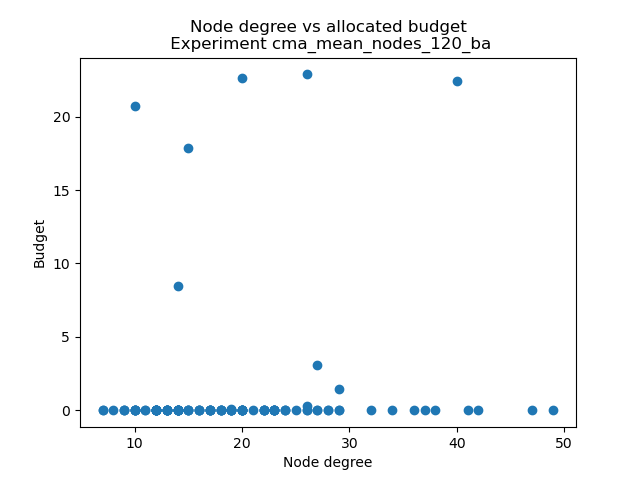 Node degree vs allocated budget
Experiment cma_mean_nodes_120_ba
20
15
10
5
0
Budget
10 20 30 40 50
Node degree